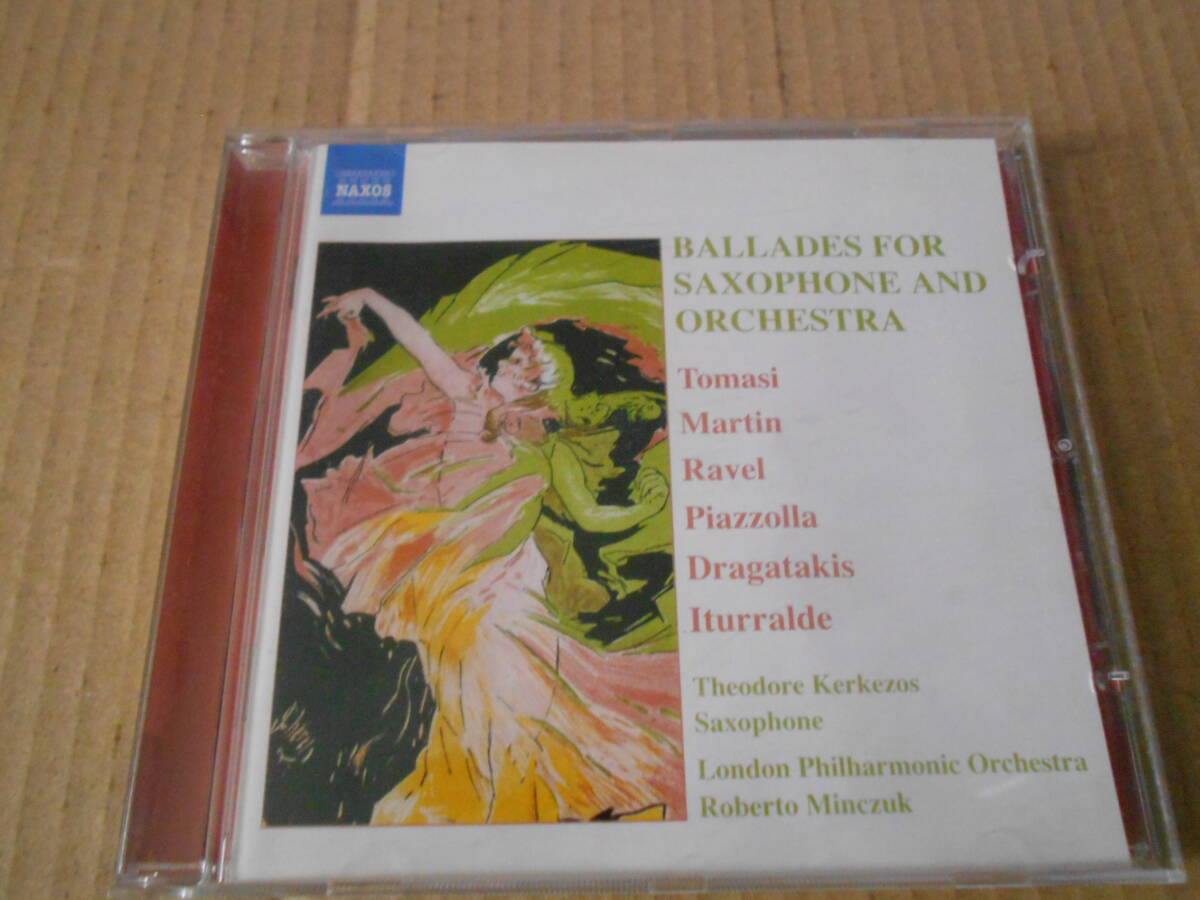 NAXOS
BALLADES FOR
SAXOPHONE AND
ORCHESTRA
Tomasi
Martin
Ravel
Piazzolla
Dragatakis
Iturralde
Theodore Kerkezos
Saxophone
London Philharmonic Orchestra
Roberto Minczuk